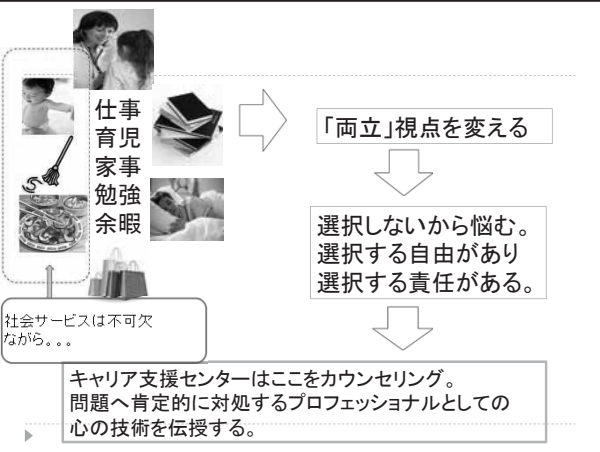 仕事
育児
家事
勉強
余暇
「両立」視点を変える
選択しないから悩む。
選択する自由があり
選択する責任がある。
社会サービスは不可欠
ながら。。。
キャリア支援センターはここをカウンセリング。
問題へ肯定的に対処するプロフェッショナルとしての
心の技術を伝授する。